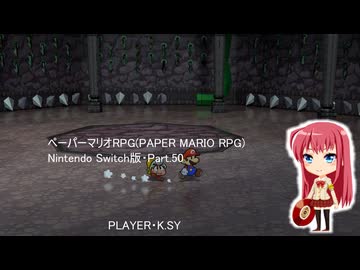 ペーパーマリオRPG(PAPER MARIO RPG)
Nintendo Switch版・Part.50
PLAYER・K.SY